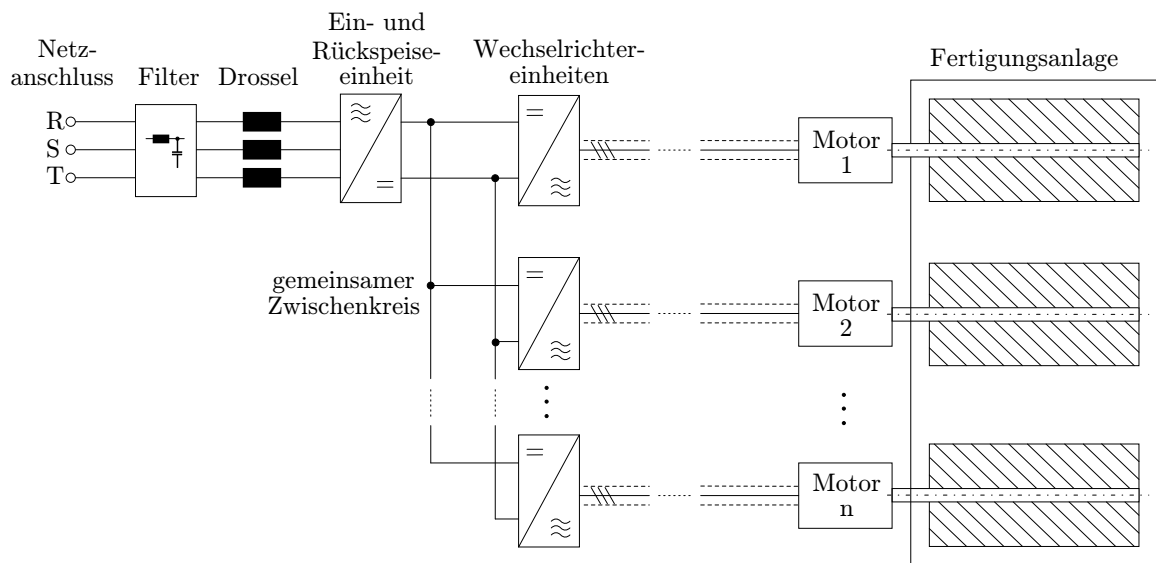 Netz-
anschluss
Filter
Drossel
Ein- und
Rückspeise-
einheit
Wechselrichter-
einheiten
Fertigungsanlage
R
S
T
Motor
1
gemeinsamer
Zwischenkreis
Motor
2
Motor
n